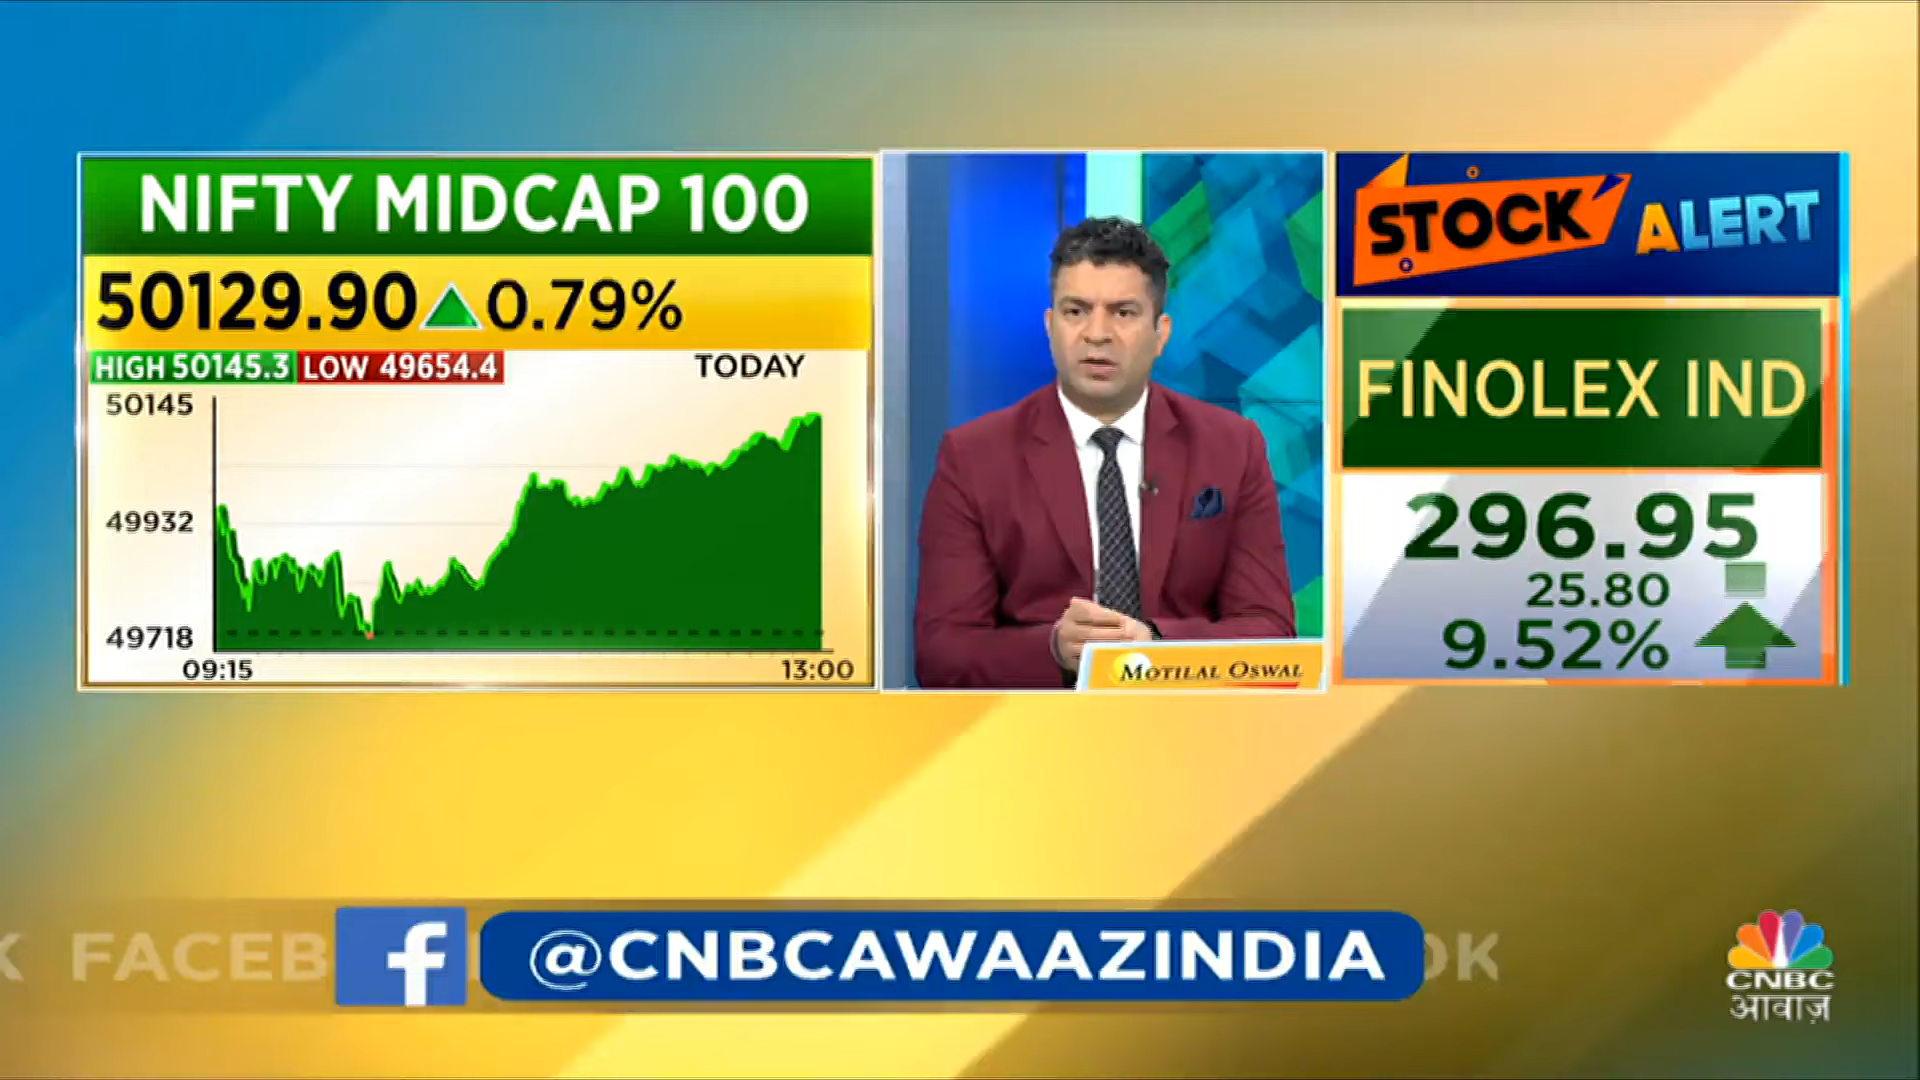 NIFTY MIDCAP 100
50129.90 ▲ 0.79%
HIGH 50145.3 LOW 49654.4
TODAY
50145
49932
49718
09:15
13:00
MOTILAL OSWAL
STOCK ALERT
FINOLEX IND
296.95
25.80
9.52%
K FACEB
f
@CNBCAWAAZINDIA
OK
CNBC
आवाज़